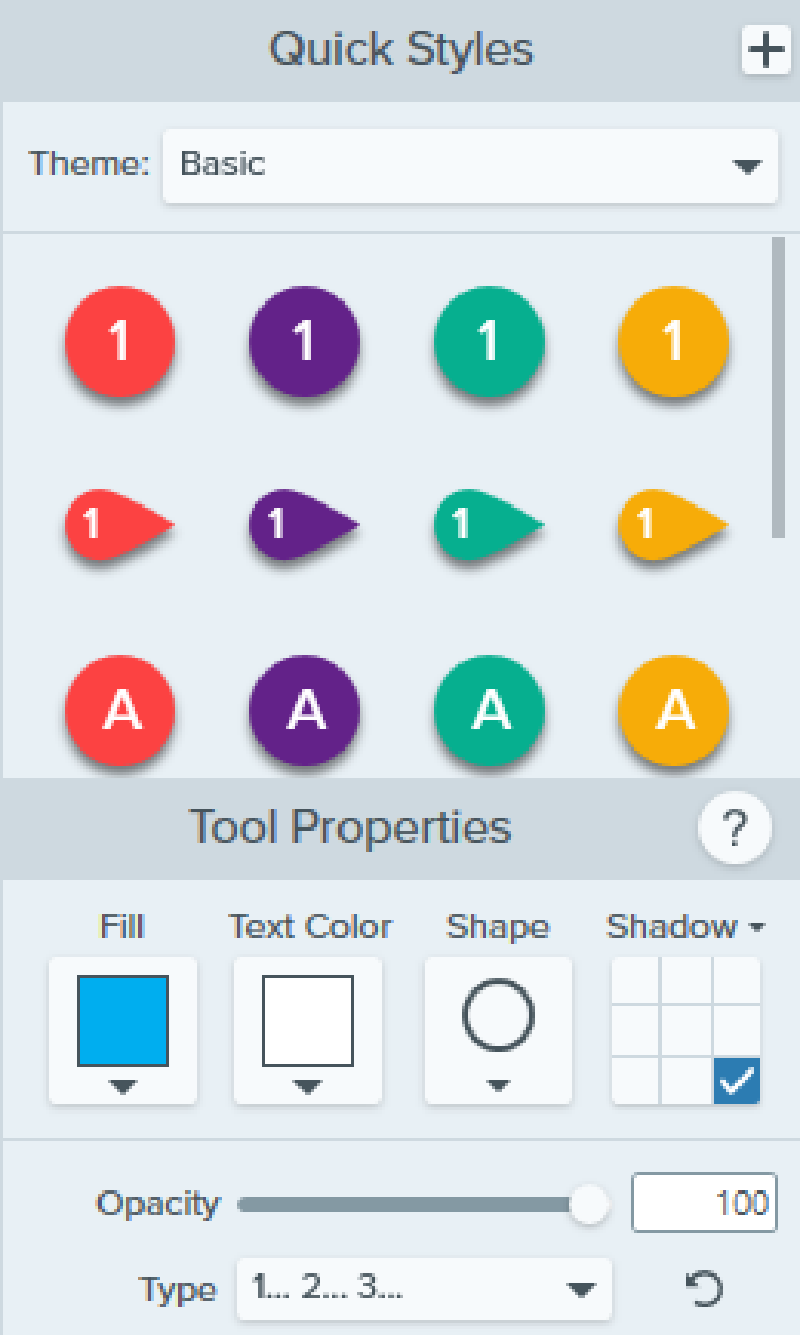 Quick Styles
Theme: Basic
1 1 1 1
1 1 1 1
A A A A
Tool Properties ?
Fill Text Color Shape Shadow
Opacity 100
Type 1... 2... 3...